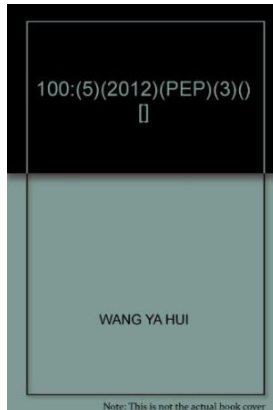 100:(5)(2012)(PEP)(3)()
[]
WANG YA HUI
Note: This is not the actual book cover